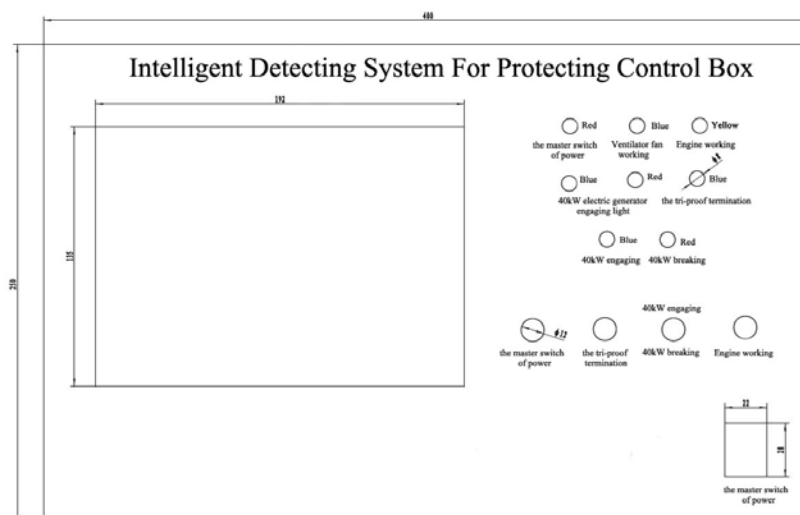 400
Intelligent Detecting System For Protecting Control Box
192
Red
Blue
Yellow
the master switch
of power
Ventilator fan
working
Engine working
Blue
Red
Blue
40kW electric generator
engaging light
the tri-proof termination
Blue
Red
40kW engaging
40kW breaking
135
250
40kW engaging
φ12
the master switch
of power
the tri-proof
termination
40kW breaking
Engine working
22
28
the master switch
of power